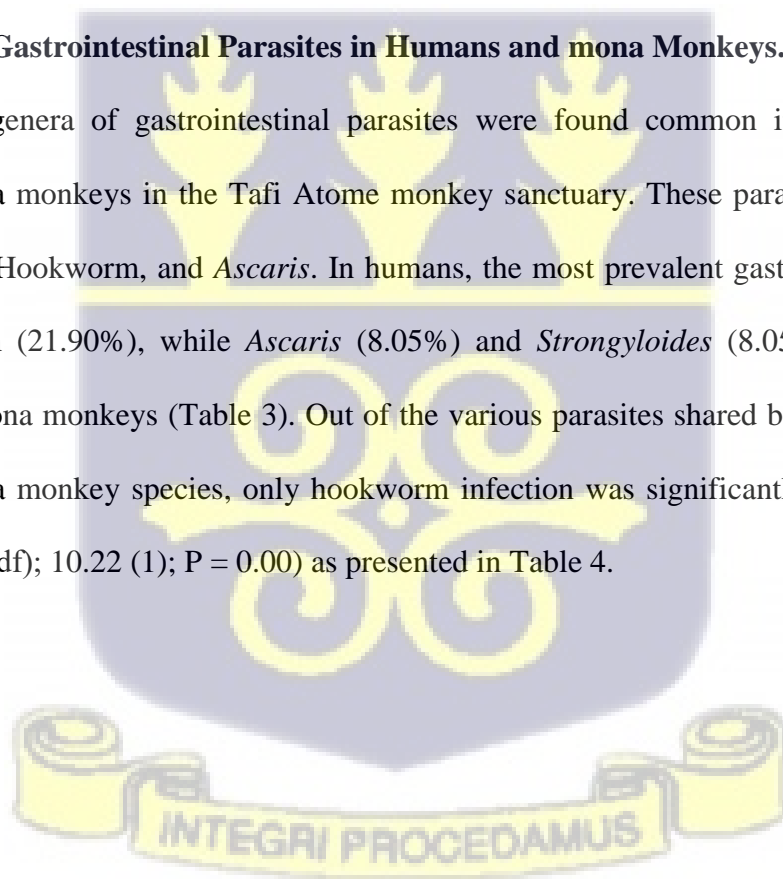 Gastrointestinal Parasites in Humans and mona Monkeys.
genera of gastrointestinal parasites were found common i
a monkeys in the Tafi Atome monkey sanctuary. These para
Hookworm, and Ascaris. In humans, the most prevalent gast
(21.90%), while Ascaris (8.05%) and Strongyloides (8.05
ona monkeys (Table 3). Out of the various parasites shared b
a monkey species, only hookworm infection was significantl
df); 10.22 (1); P = 0.00) as presented in Table 4.
INTEGRI PROCEDAMUS